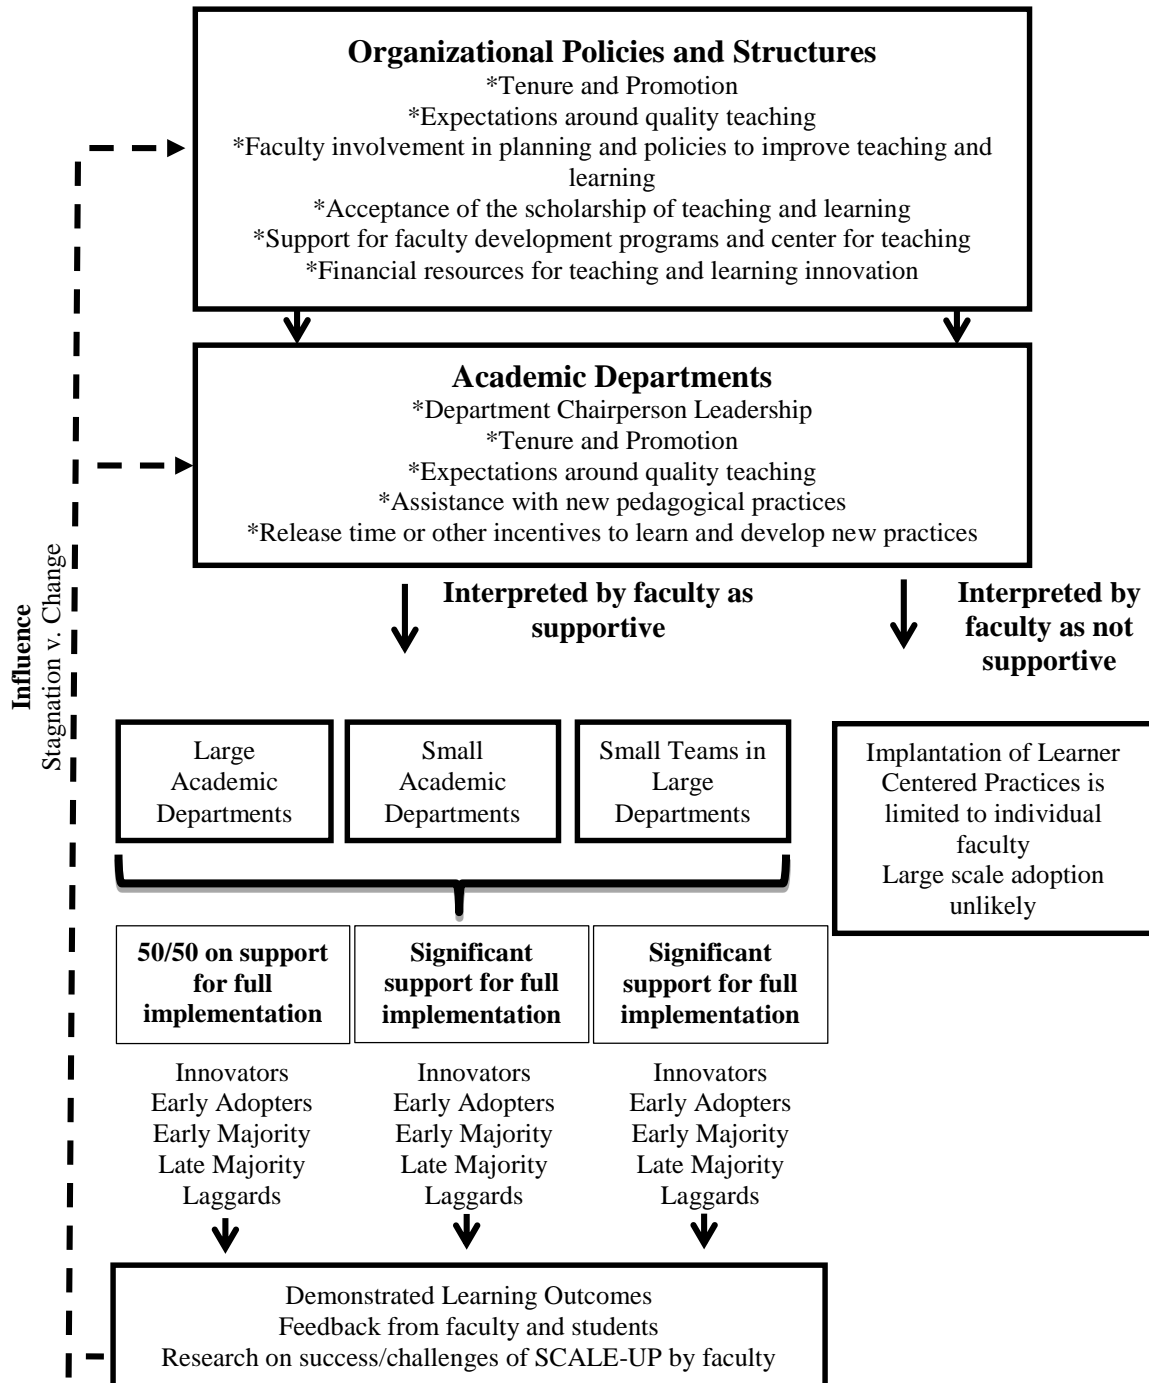 Organizational Policies and Structures
*Tenure and Promotion
*Expectations around quality teaching
*Faculty involvement in planning and policies to improve teaching and
learning
*Acceptance of the scholarship of teaching and learning
*Support for faculty development programs and center for teaching
*Financial resources for teaching and learning innovation
Academic Departments
*Department Chairperson Leadership
*Tenure and Promotion
*Expectations around quality teaching
*Assistance with new pedagogical practices
*Release time or other incentives to learn and develop new practices
Influence
Stagnation v. Change
Interpreted by faculty as
supportive
Interpreted by
faculty as not
supportive
Large
Academic
Departments
Small
Academic
Departments
Small Teams in
Large
Departments
Implantation of Learner
Centered Practices is
limited to individual
faculty
Large scale adoption
unlikely
50/50 on support
for full
implementation
Significant
support for full
implementation
Significant
support for full
implementation
Innovators
Early Adopters
Early Majority
Late Majority
Laggards
Innovators
Early Adopters
Early Majority
Late Majority
Laggards
Innovators
Early Adopters
Early Majority
Late Majority
Laggards
Demonstrated Learning Outcomes
Feedback from faculty and students
Research on success/challenges of SCALE-UP by faculty